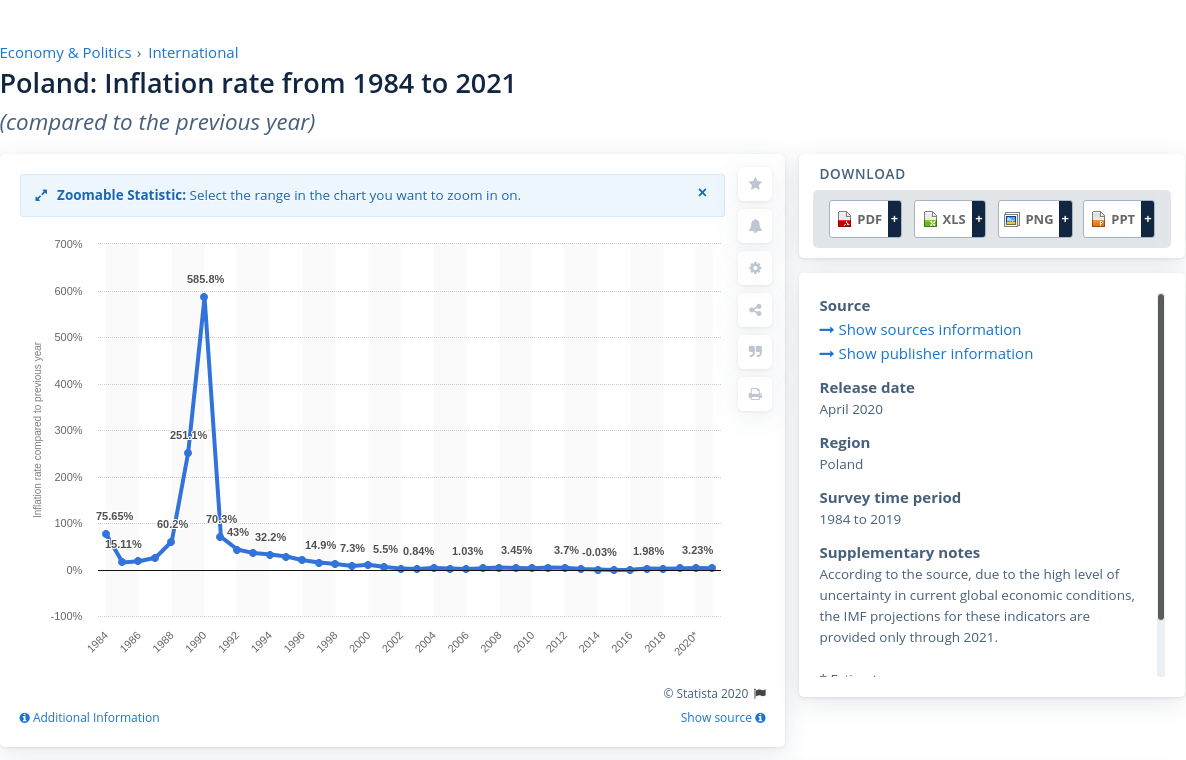 Economy & Politics › International
Poland: Inflation rate from 1984 to 2021
(compared to the previous year)
Zoomable Statistic: Select the range in the chart you want to zoom in on. ×
700%
600%
500%
400%
300%
200%
100%
0%
-100%
Inflation rate compared to previous year
75.65%
15.11%
60.2%
251.1%
585.8%
70.3%
43%
32.2%
14.9%
7.3%
5.5%
0.84%
1.03%
3.45%
3.7%
-0.03%
1.98%
3.23%
1984
1986
1988
1990
1992
1994
1996
1998
2000
2002
2004
2006
2008
2010
2012
2014
2016
2018
2020*
© Statista 2020
Additional Information
Show source
DOWNLOAD
PDF +
XLS +
PNG +
PPT +
Source
Show sources information
Show publisher information
Release date
April 2020
Region
Poland
Survey time period
1984 to 2019
Supplementary notes
According to the source, due to the high level of
uncertainty in current global economic conditions,
the IMF projections for these indicators are
provided only through 2021.